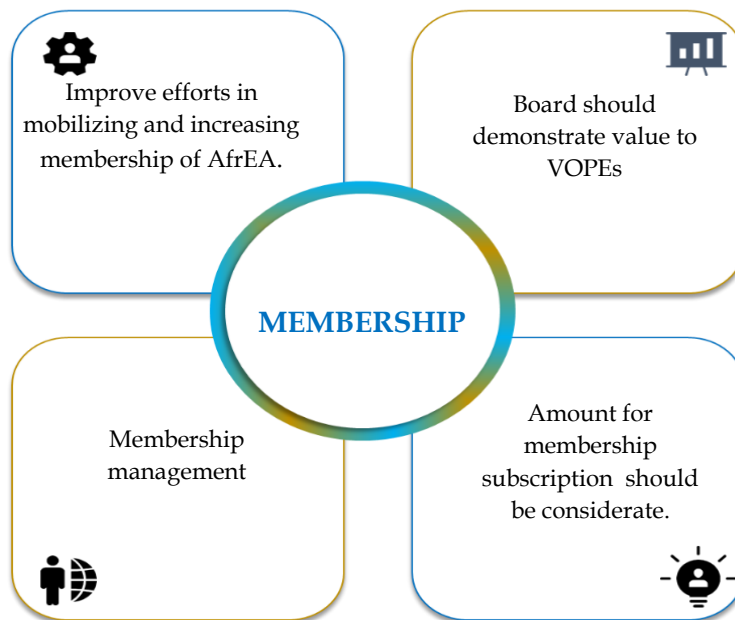 Improve efforts in
mobilizing and increasing
membership of AfrEA.
Board should
demonstrate value to
VOPEs
MEMBERSHIP
Membership
management
Amount for
membership
subscription should
be considerate.